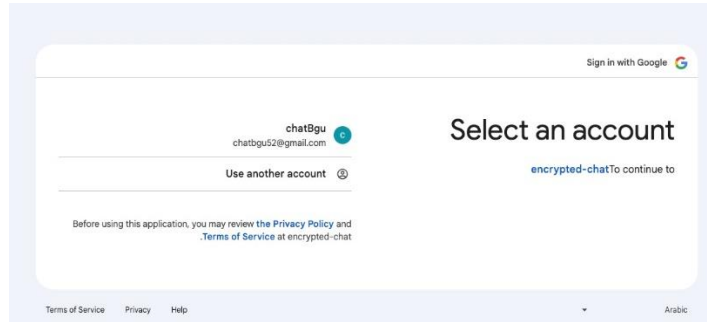 Sign in with Google
Select an account
encrypted-chatTo continue to
chatBgu
chatbgu52@gmail.com
Use another account
Before using this application, you may review the Privacy Policy and
.Terms of Service at encrypted-chat
Terms of Service Privacy Help Arabic